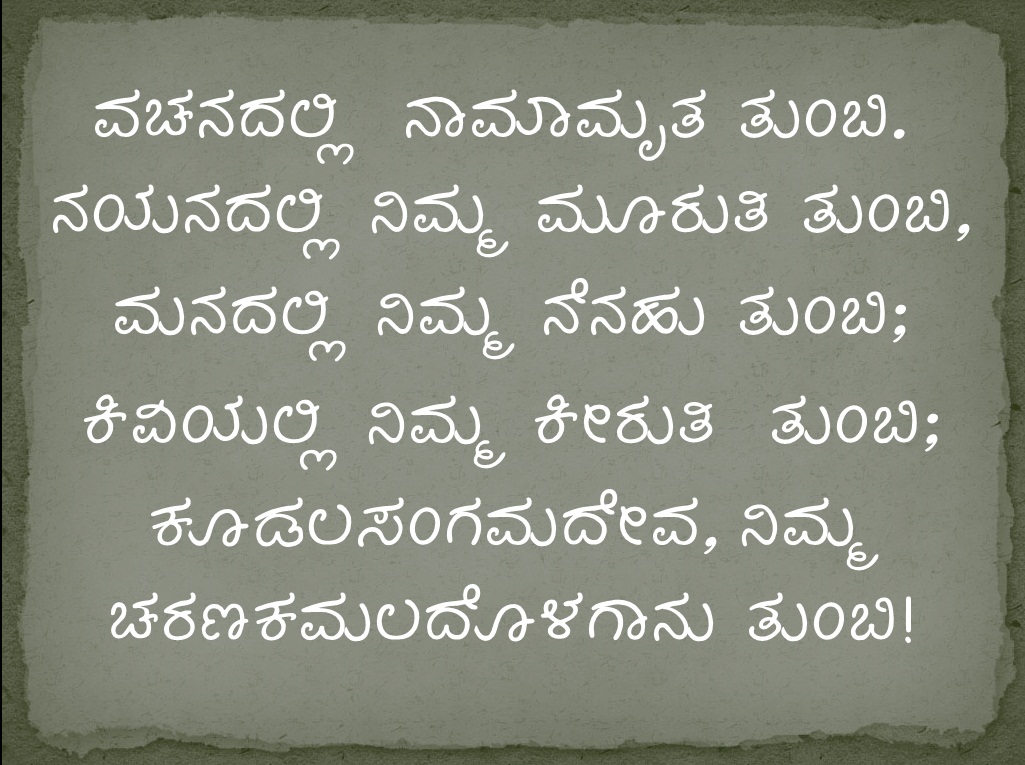 ವಚನದಲ್ಲಿ ನಾಮಾಮೃತ ತುಂಬಿ.
ನಯನದಲ್ಲಿ ನಿಮ್ಮ ಮೂರುತಿ ತುಂಬಿ,
ಮನದಲ್ಲಿ ನಿಮ್ಮ ನೆನಹು ತುಂಬಿ;
ಕಿವಿಯಲ್ಲಿ ನಿಮ್ಮ ಕೀರುತಿ ತುಂಬಿ;
ಕೂಡಲಸಂಗಮದೇವ, ನಿಮ್ಮ
ಚರಣಕಮಲದೊಳಗಾನು ತುಂಬಿ!